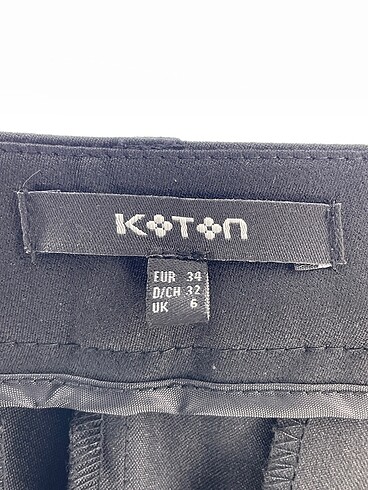 KOTON
EUR 34
D/CH 32
UK 6